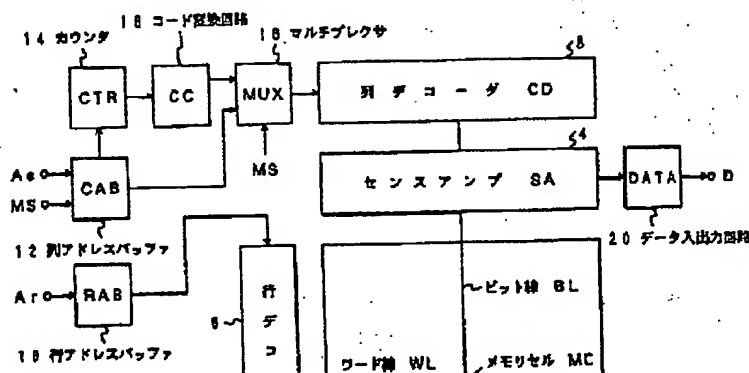 16 コード変換回路
14 カウンタ
18 マルチプレクサ
8
CTR
CC
MUX
列デコーダ CD
MS
4
Ac
MS
CAB
センスアンプ SA
DATA
D
12 列アドレスバッファ
20 データ入出力回路
Ar
RAB
6
行デコ
ビット線 BL
10 行アドレスバッファ
ワード線 WL
メモリセル MC